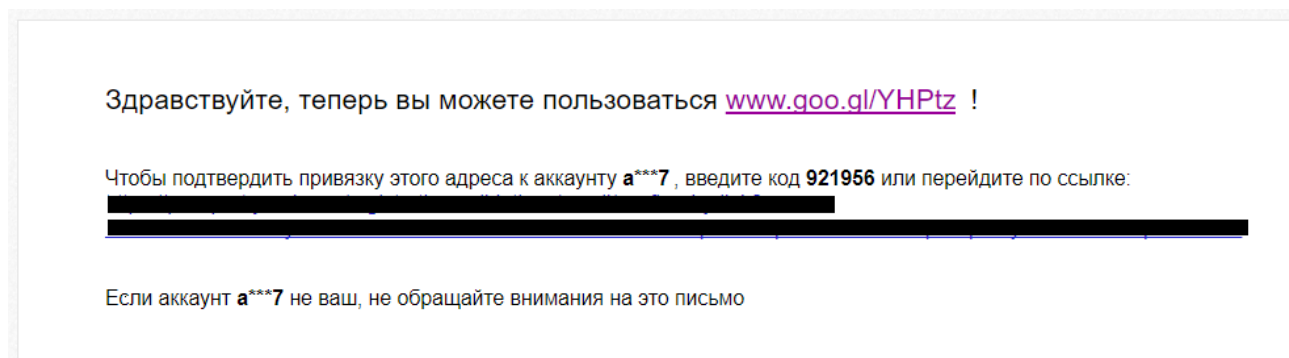 Здравствуйте, теперь вы можете пользоваться www.goo.gl/YHPtz !
Чтобы подтвердить привязку этого адреса к аккаунту a***7 , введите код 921956 или перейдите по ссылке:
Если аккаунт a***7 не ваш, не обращайте внимания на это письмо